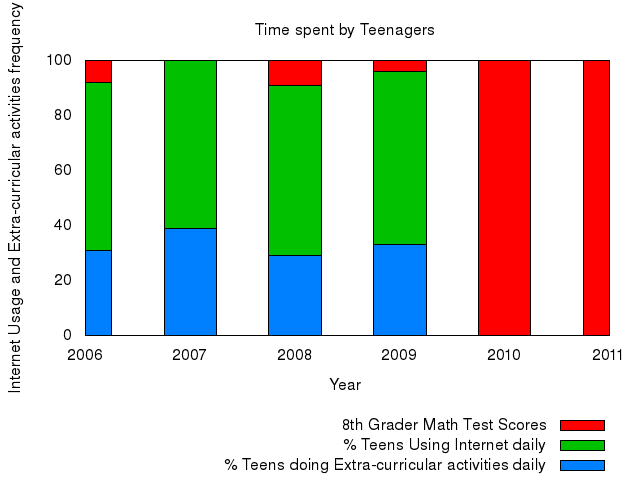 Time spent by Teenagers
Internet Usage and Extra-curricular activities frequency
100
80
60
40
20
0
2006 2007 2008 2009 2010 2011
Year
8th Grader Math Test Scores
% Teens Using Internet daily
% Teens doing Extra-curricular activities daily